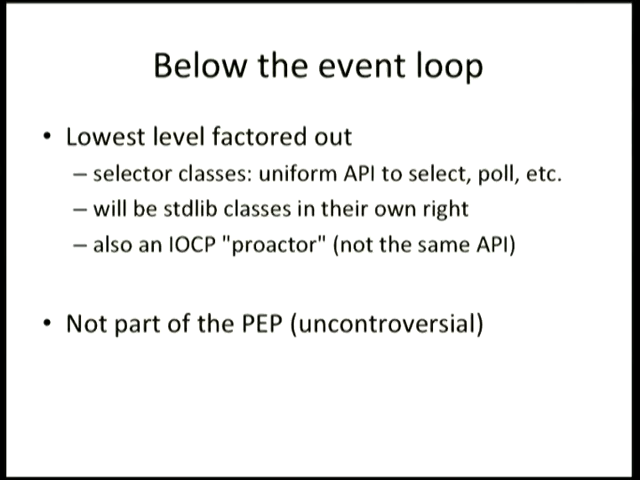 Below the event loop
• Lowest level factored out
– selector classes: uniform API to select, poll, etc.
– will be stdlib classes in their own right
– also an IOCP "proactor" (not the same API)
• Not part of the PEP (uncontroversial)